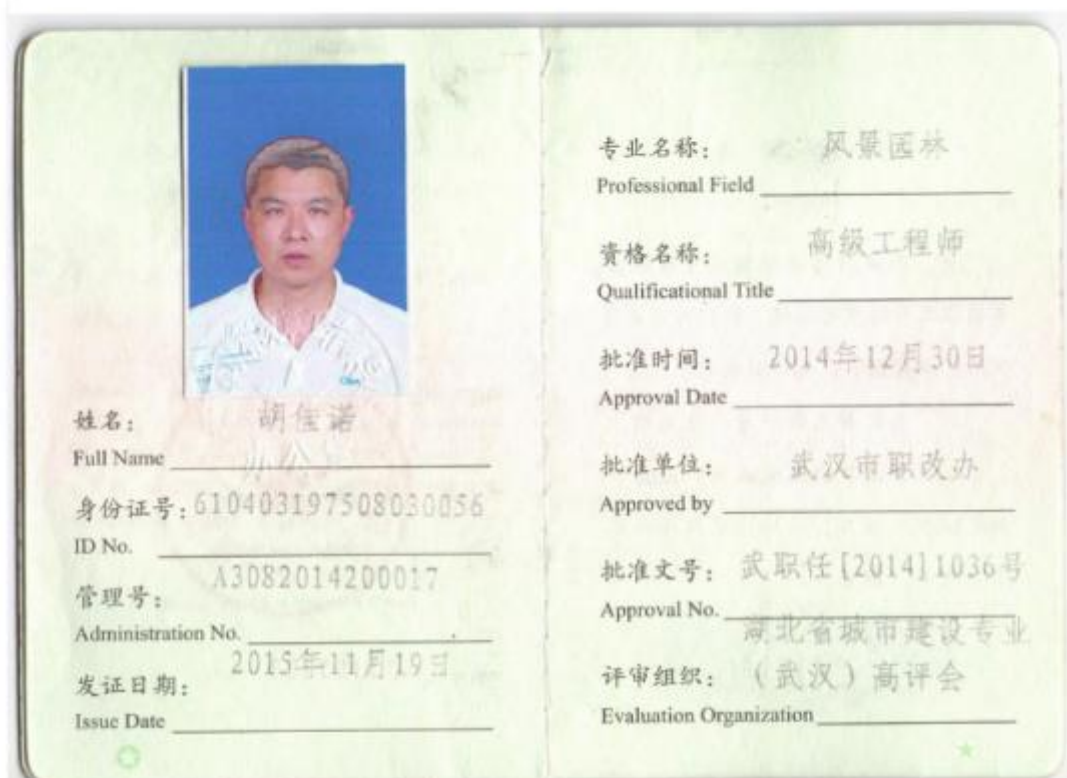 姓名: 胡佳诺
Full Name
身份证号: 610403197508030056
ID No.
管理号: A3082014200017
Administration No.
发证日期: 2015年11月19日
Issue Date
专业名称: 风景园林
Professional Field
资格名称: 高级工程师
Qualificational Title
批准时间: 2014年12月30日
Approval Date
批准单位: 武汉市职改办
Approved by
批准文号: 武职任[2014]1036号
Approval No.
湖北省城市建设专业
评审组织: (武汉)高评会
Evaluation Organization